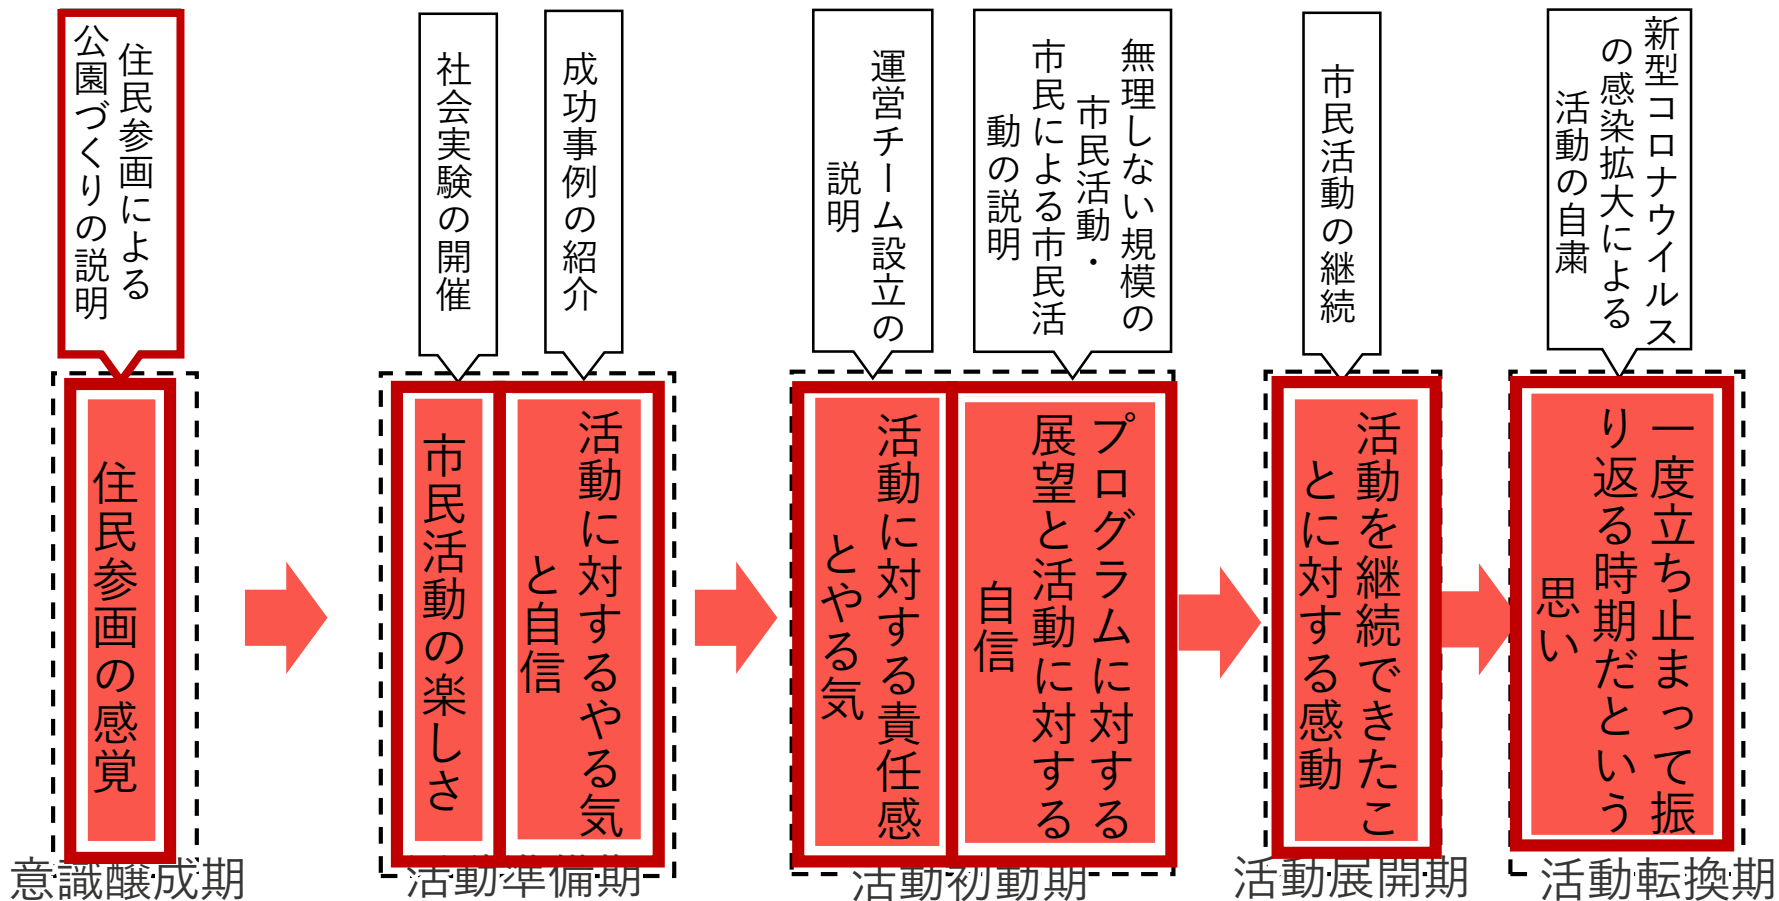 住民参画による
公園づくりの説明
社会実験の開催
成功事例の紹介
運営チーム設立の
説明
無理しない規模の
市民活動・
市民による市民活
動の説明
市民活動の継続
新型コロナウイルス
の感染拡大による
活動の自粛
住民参画の感覚
市民活動の楽しさ
活動に対するやる気
と自信
活動に対する責任感
とやる気
プログラムに対する
展望と活動に対する
自信
活動を継続できたこ
とに対する感動
一度立ち止まって振
り返る時期だという
思い
意識醸成期
活動準備期
活動初動期
活動展開期
活動転換期